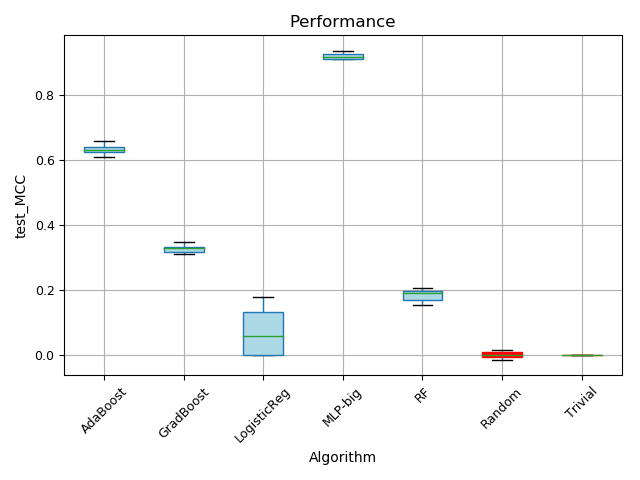 Performance
test_MCC
0.8
0.6
0.4
0.2
0.0
AdaBoost
GradBoost
LogisticReg
MLP-big
RF
Random
Trivial
Algorithm